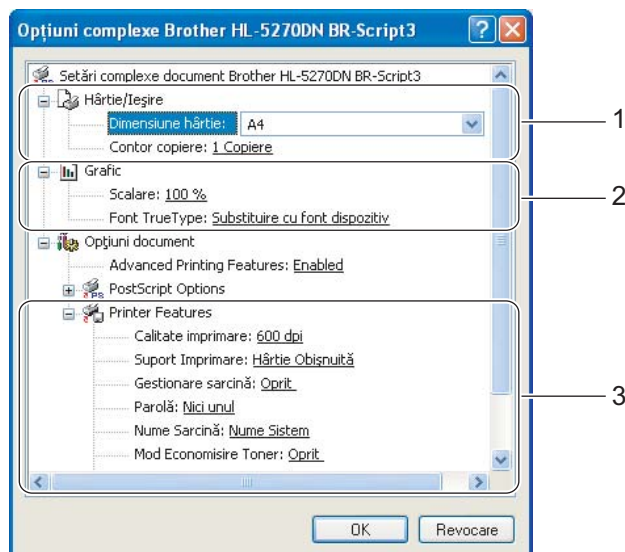 Opțiuni complexe Brother HL-5270DN BR-Script3
Setări complexe document Brother HL-5270DN BR-Script3
Hârtie/Ieşire
Dimensiune hârtie: A4
Contor copiere: 1 Copiere
1
Grafic
Scalare: 100 %
2
Font TrueType: Substituire cu font dispozitiv
Opţiuni document
Advanced Printing Features: Enabled
PostScript Options
Printer Features
Calitate imprimare: 600 dpi
Suport Imprimare: Hârtie Obişnuită
Gestionare sarcină: Oprit
3
Parolă: Nici unul
Nume Sarcină: Nume Sistem
Mod Economisire Toner: Oprit
OK
Revocare